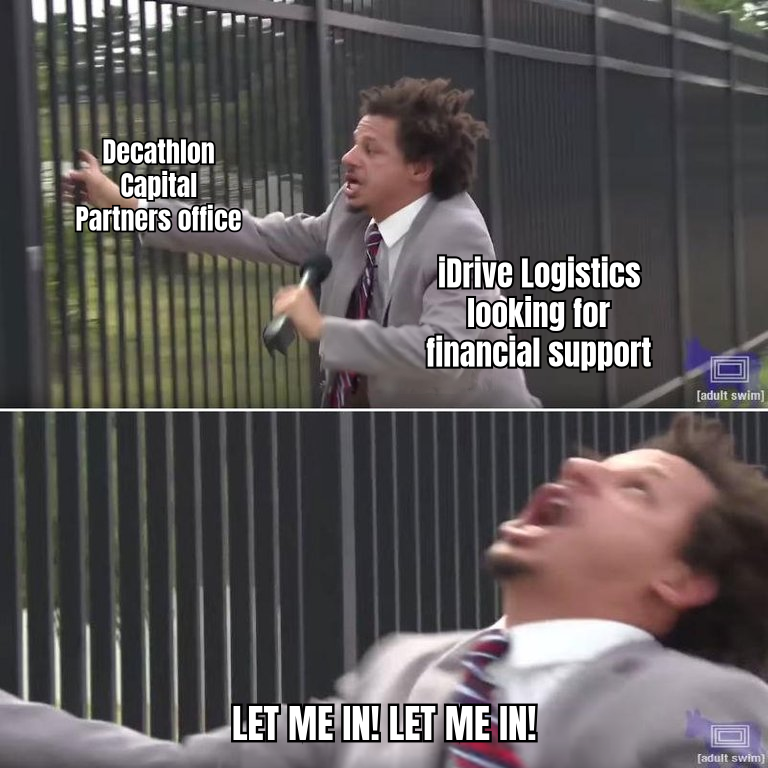 Decathlon
Capital
Partners office
iDrive Logistics
looking for
financial support
[adult swim]
LET ME IN! LET ME IN!
[adult swim]